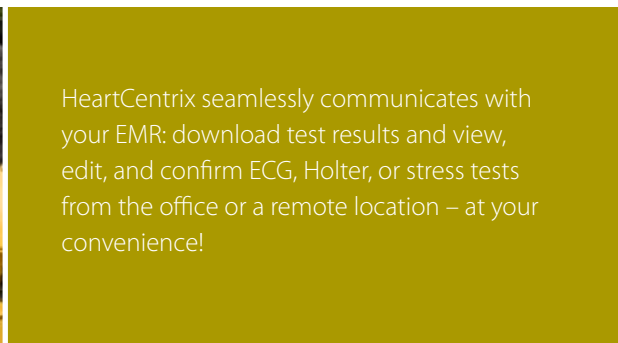 HeartCentrix seamlessly communicates with
your EMR: download test results and view,
edit, and confirm ECG, Holter, or stress tests
from the office or a remote location – at your
convenience!